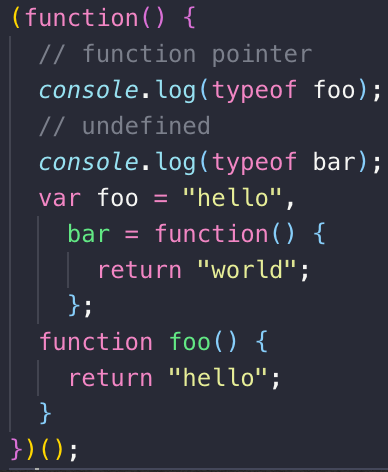 (function() {
// function pointer
console.log(typeof foo);
// undefined
console.log(typeof bar);
var foo = "hello",
bar = function() {
return "world";
};
function foo() {
return "hello";
}
})();